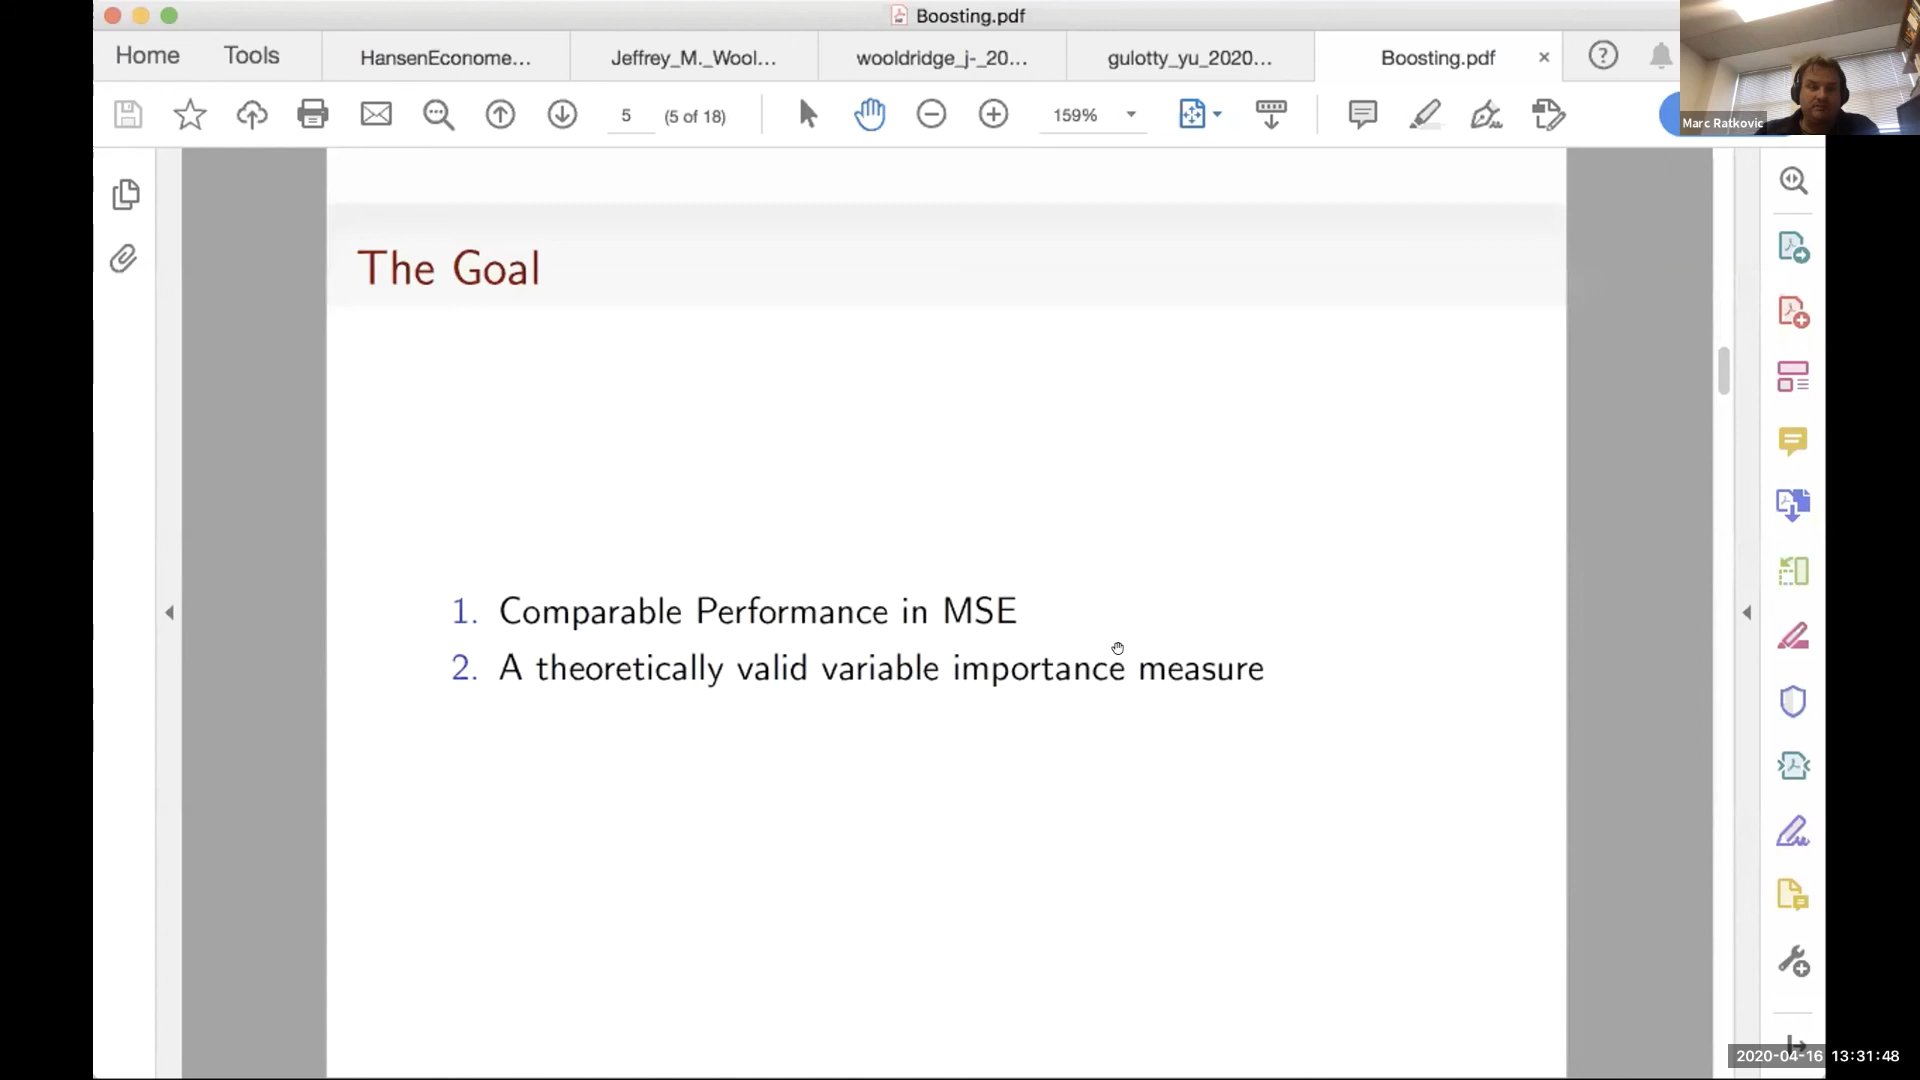 Boosting.pdf
Home
Tools
HansenEconome...
Jeffrey_M._Wool...
wooldridge_j-_20...
gulotty_yu_2020...
Boosting.pdf
5
(5 of 18)
159%
Marc Ratkovic
The Goal
1. Comparable Performance in MSE
2. A theoretically valid variable importance measure
2020-04-16 13:31:48